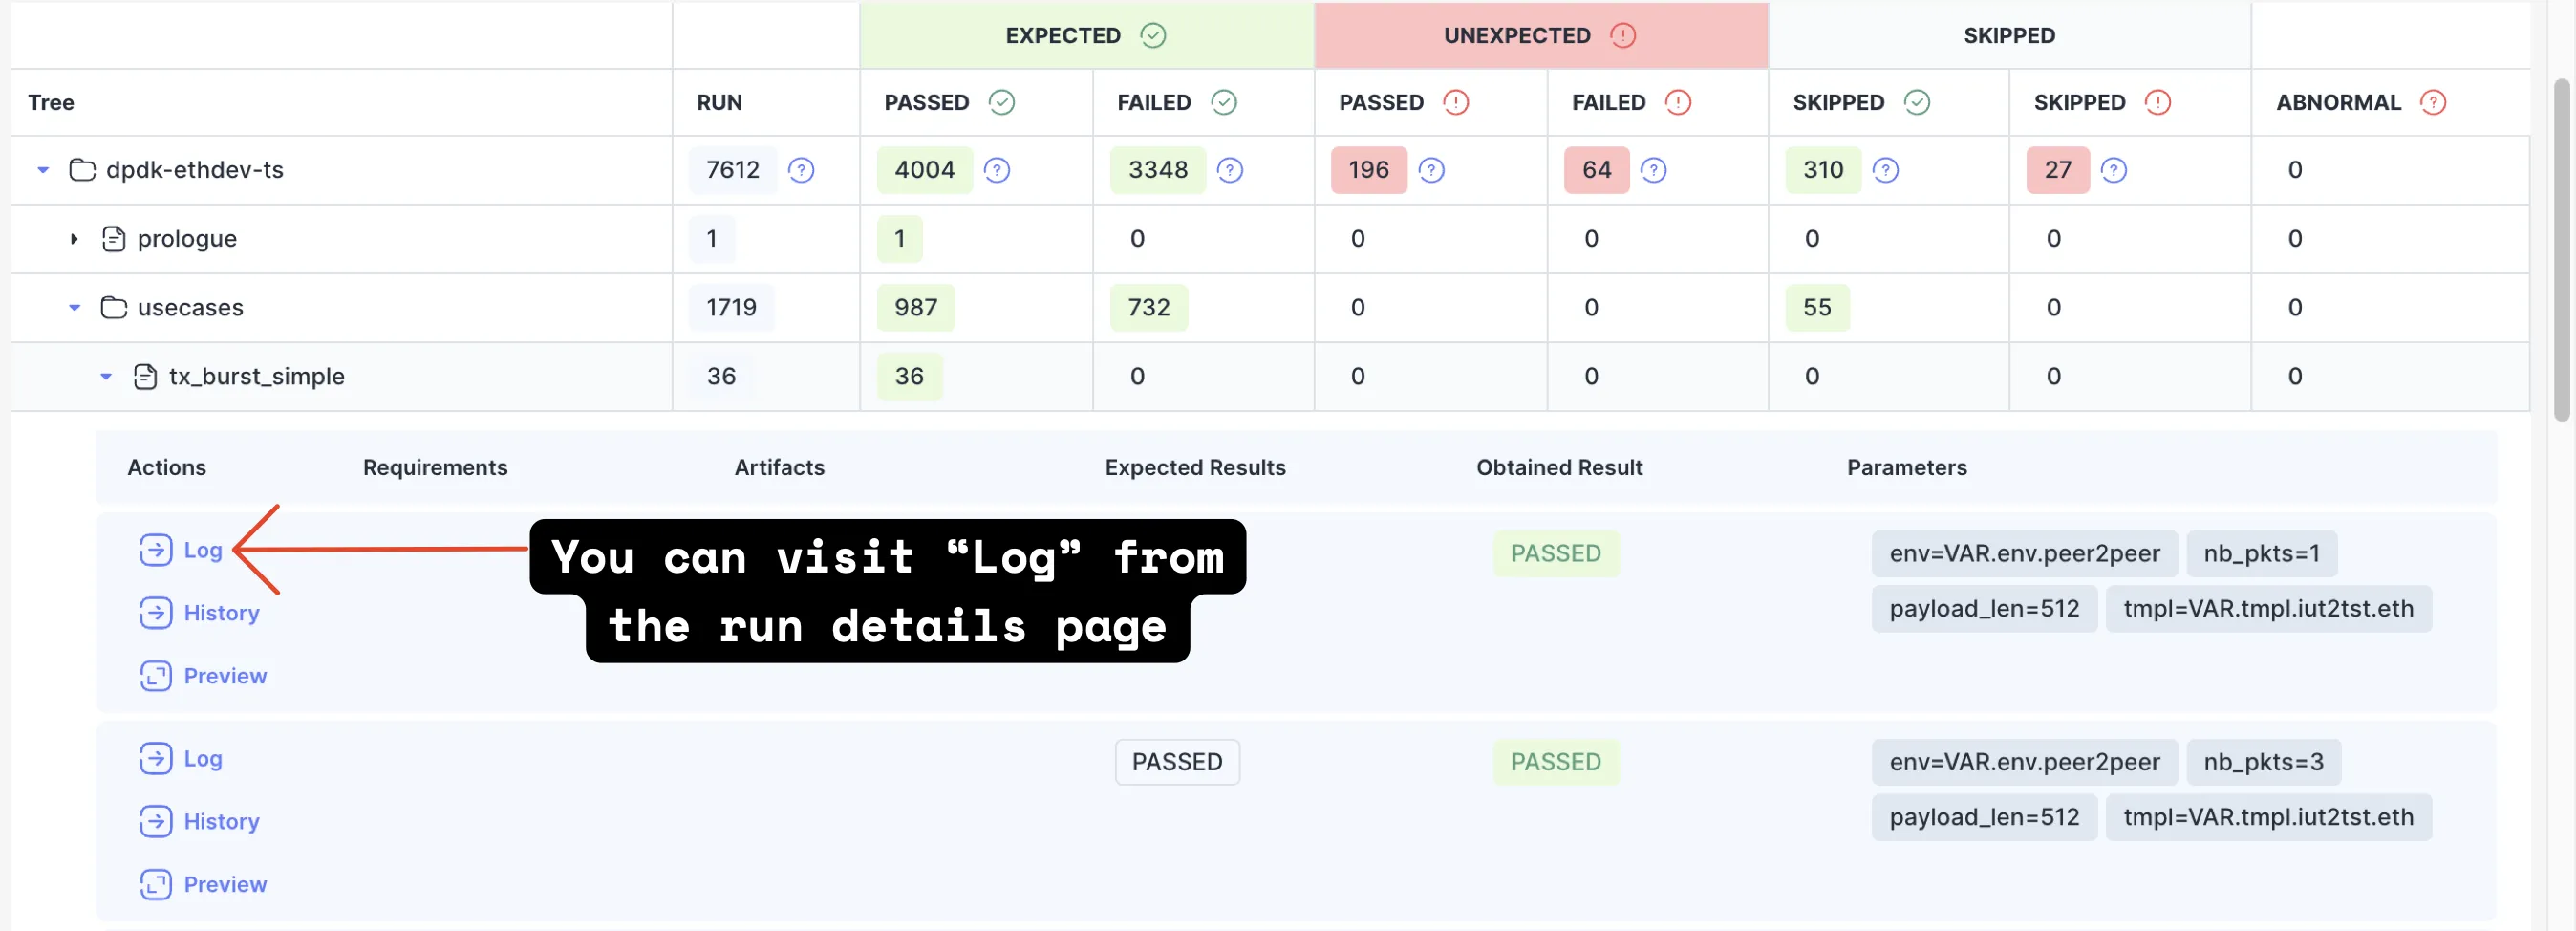 EXPECTED UNEXPECTED SKIPPED
Tree RUN PASSED FAILED PASSED FAILED SKIPPED SKIPPED ABNORMAL
dpdk-ethdev-ts 7612 4004 3348 196 64 310 27 0
prologue 1 1 0 0 0 0 0 0
usecases 1719 987 732 0 0 55 0 0
tx_burst_simple 36 36 0 0 0 0 0 0
Actions Requirements Artifacts Expected Results Obtained Result Parameters
Log PASSED env=VAR.env.peer2peer nb_pkts=1
You can visit “Log” from
the run details page
History payload_len=512 tmpl=VAR.tmpl.iut2tst.eth
Preview
Log PASSED PASSED env=VAR.env.peer2peer nb_pkts=3
History payload_len=512 tmpl=VAR.tmpl.iut2tst.eth
Preview